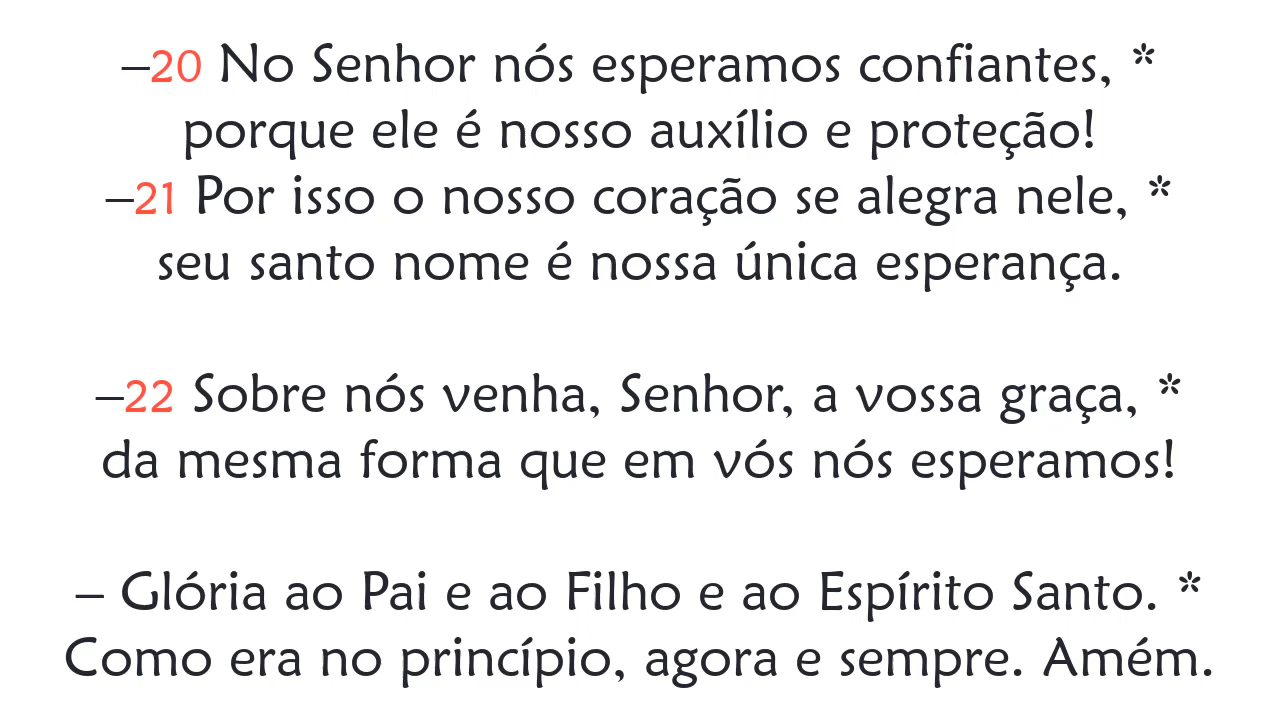 –20 No Senhor nós esperamos confiantes, *
porque ele é nosso auxílio e proteção!
–21 Por isso o nosso coração se alegra nele, *
seu santo nome é nossa única esperança.
–22 Sobre nós venha, Senhor, a vossa graça, *
da mesma forma que em vós nós esperamos!
– Glória ao Pai e ao Filho e ao Espírito Santo. *
Como era no princípio, agora e sempre. Amém.